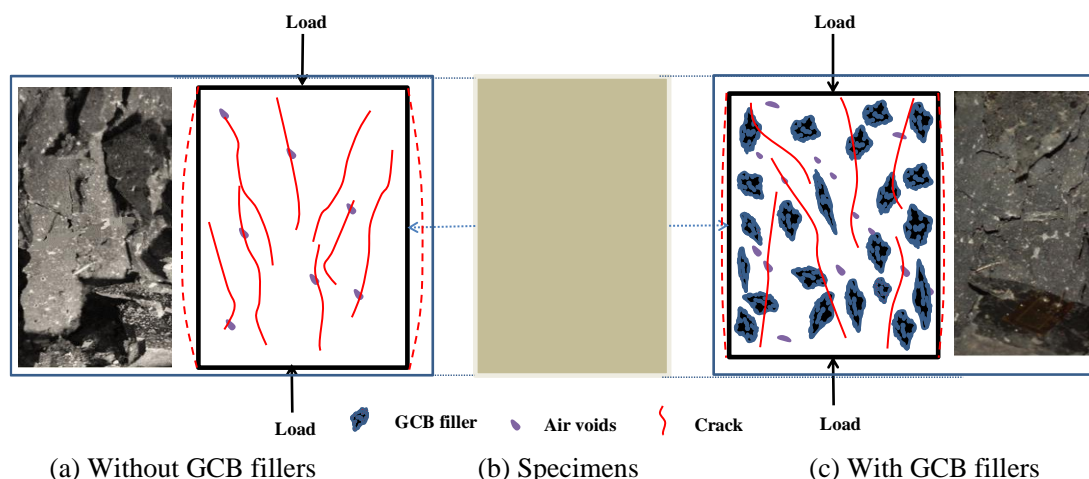 Load
Load
Load
Load
GCB filler
Air voids
Crack
(a) Without GCB fillers
(b) Specimens
(c) With GCB fillers